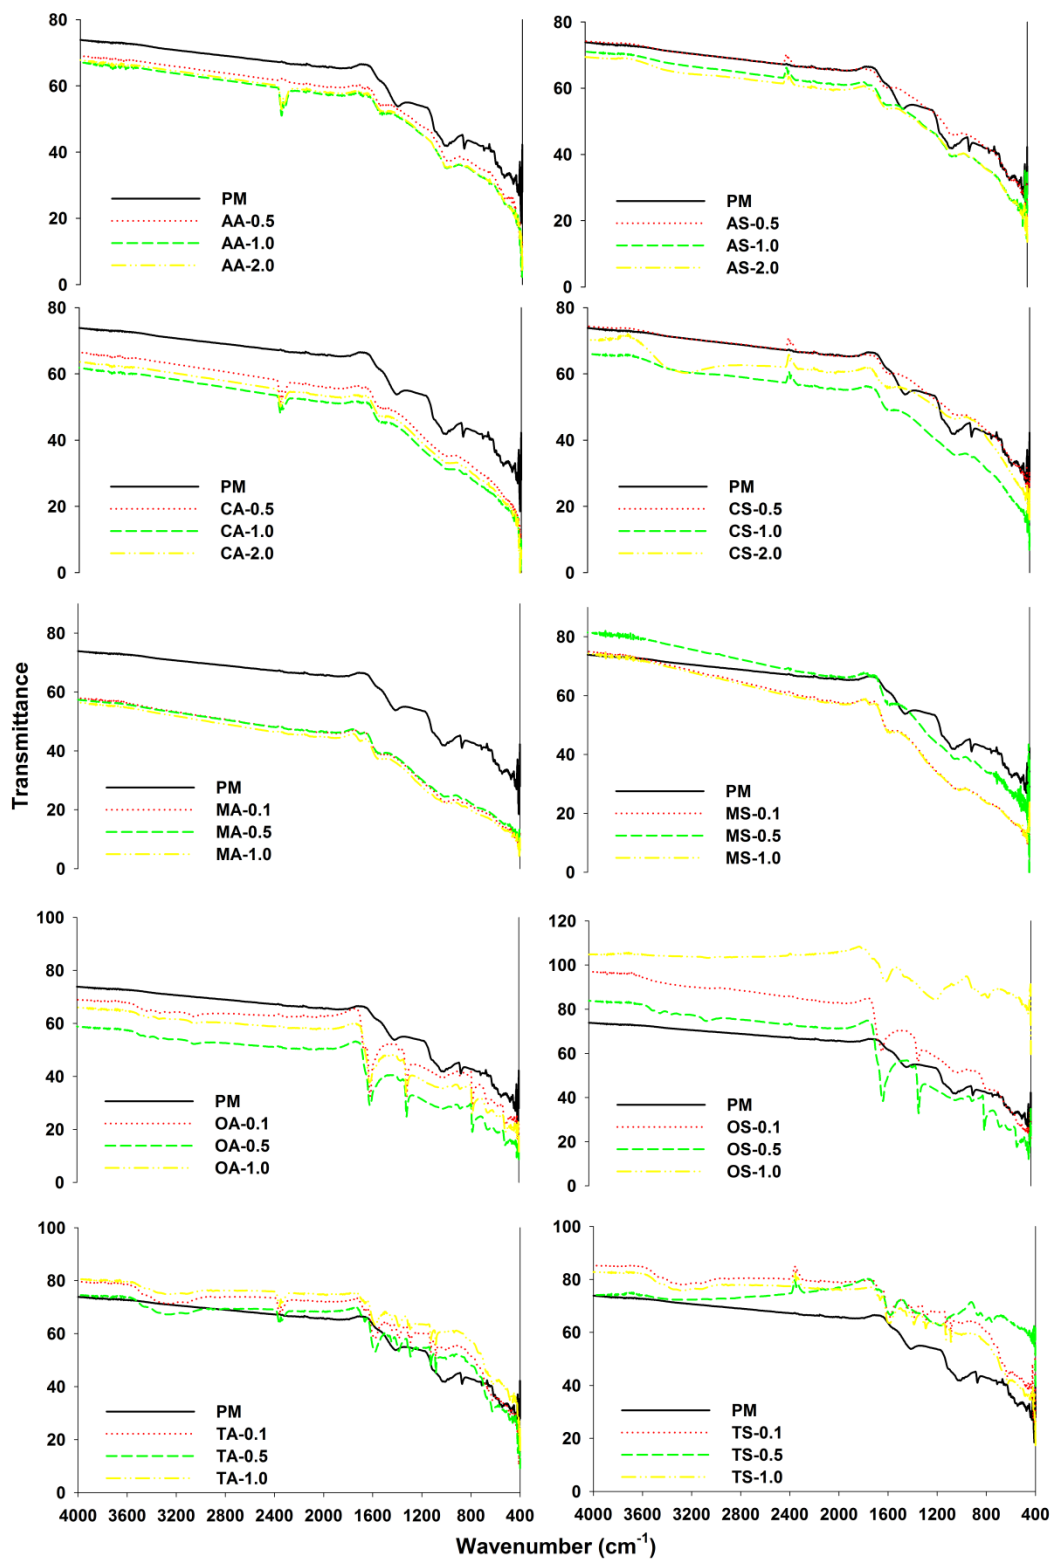 80
60
40
20
0
PM
AA-0.5
AA-1.0
AA-2.0
80
60
40
20
0
PM
AS-0.5
AS-1.0
AS-2.0
80
60
40
20
0
PM
CA-0.5
CA-1.0
CA-2.0
80
60
40
20
0
PM
CS-0.5
CS-1.0
CS-2.0
Transmittance
80
60
40
20
0
PM
MA-0.1
MA-0.5
MA-1.0
80
60
40
20
0
PM
MS-0.1
MS-0.5
MS-1.0
100
80
60
40
20
0
PM
OA-0.1
OA-0.5
OA-1.0
120
100
80
60
40
20
0
PM
OS-0.1
OS-0.5
OS-1.0
100
80
60
40
20
0
PM
TA-0.1
TA-0.5
TA-1.0
4000 3600 3200 2800 2400 2000 1600 1200 800 400
100
80
60
40
20
0
PM
TS-0.1
TS-0.5
TS-1.0
4000 3600 3200 2800 2400 2000 1600 1200 800 400
Wavenumber (cm⁻¹)